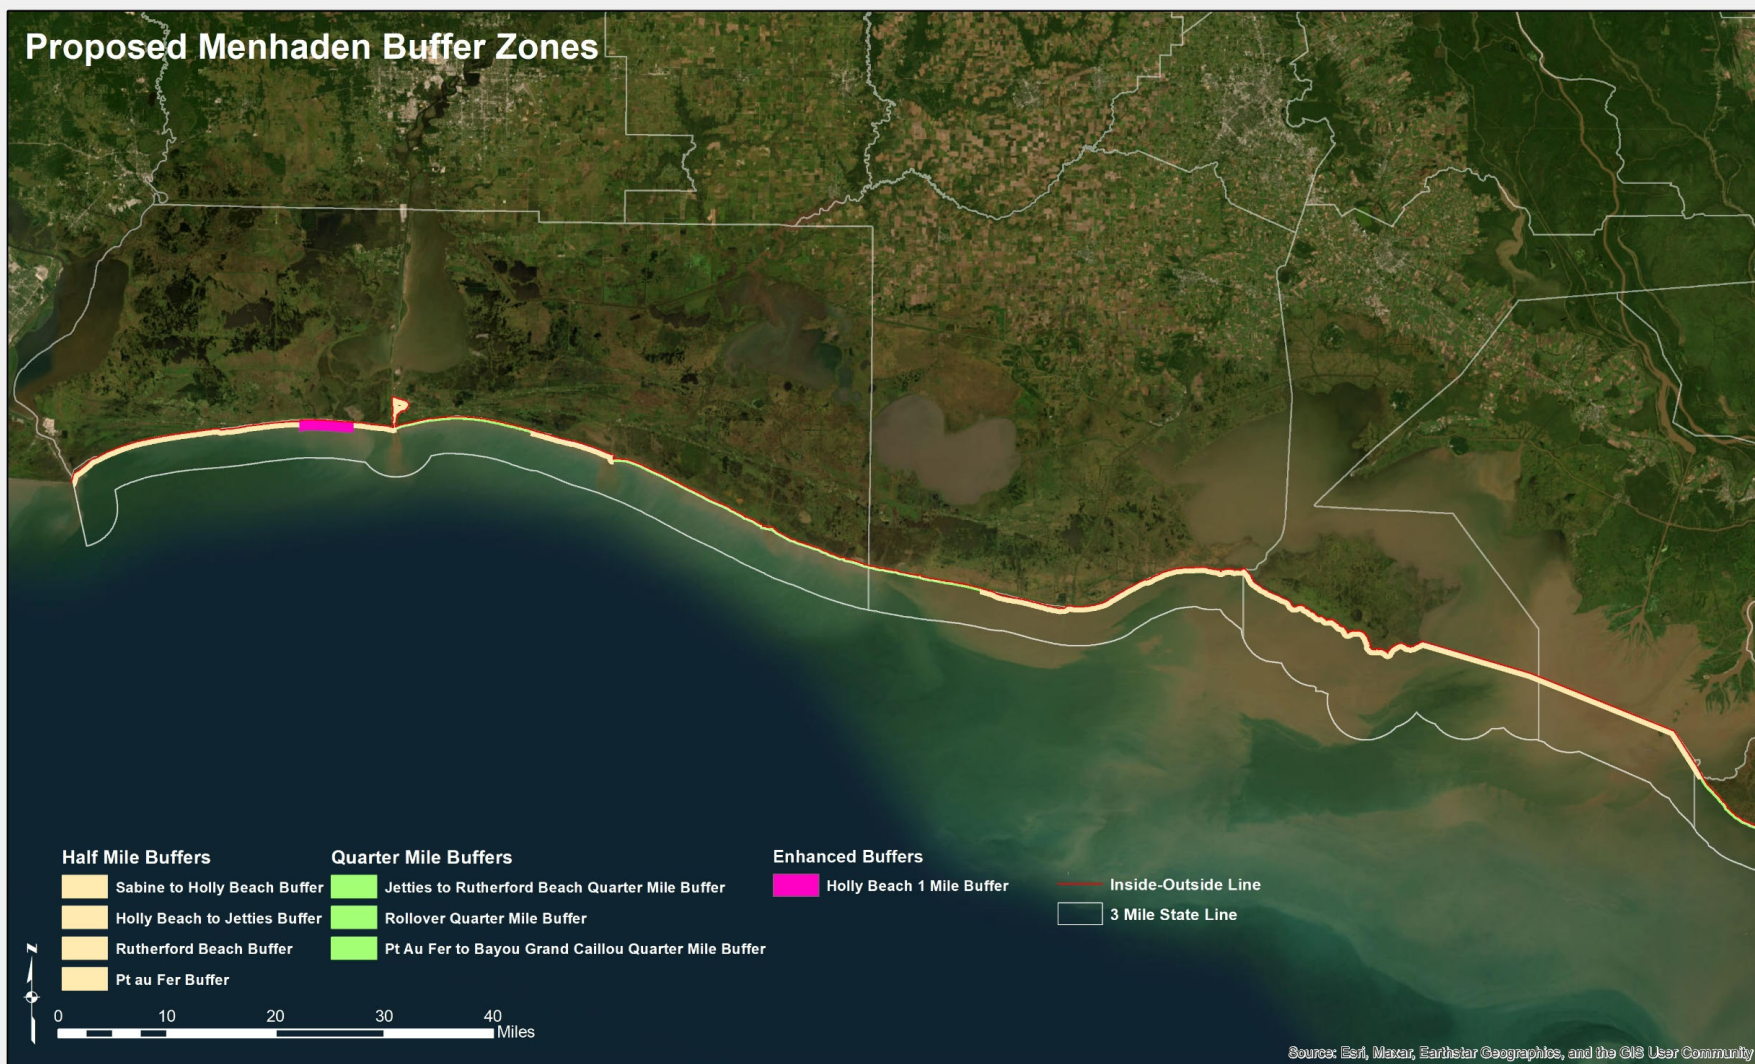 Proposed Menhaden Buffer Zones
Half Mile Buffers
Sabine to Holly Beach Buffer
Holly Beach to Jetties Buffer
Rutherford Beach Buffer
Pt au Fer Buffer
Quarter Mile Buffers
Jetties to Rutherford Beach Quarter Mile Buffer
Rollover Quarter Mile Buffer
Pt Au Fer to Bayou Grand Caillou Quarter Mile Buffer
Enhanced Buffers
Holly Beach 1 Mile Buffer
Inside-Outside Line
3 Mile State Line
N
0 10 20 30 40
Miles
Source: Esri, Maxar, Earthstar Geographics, and the GIS User Community